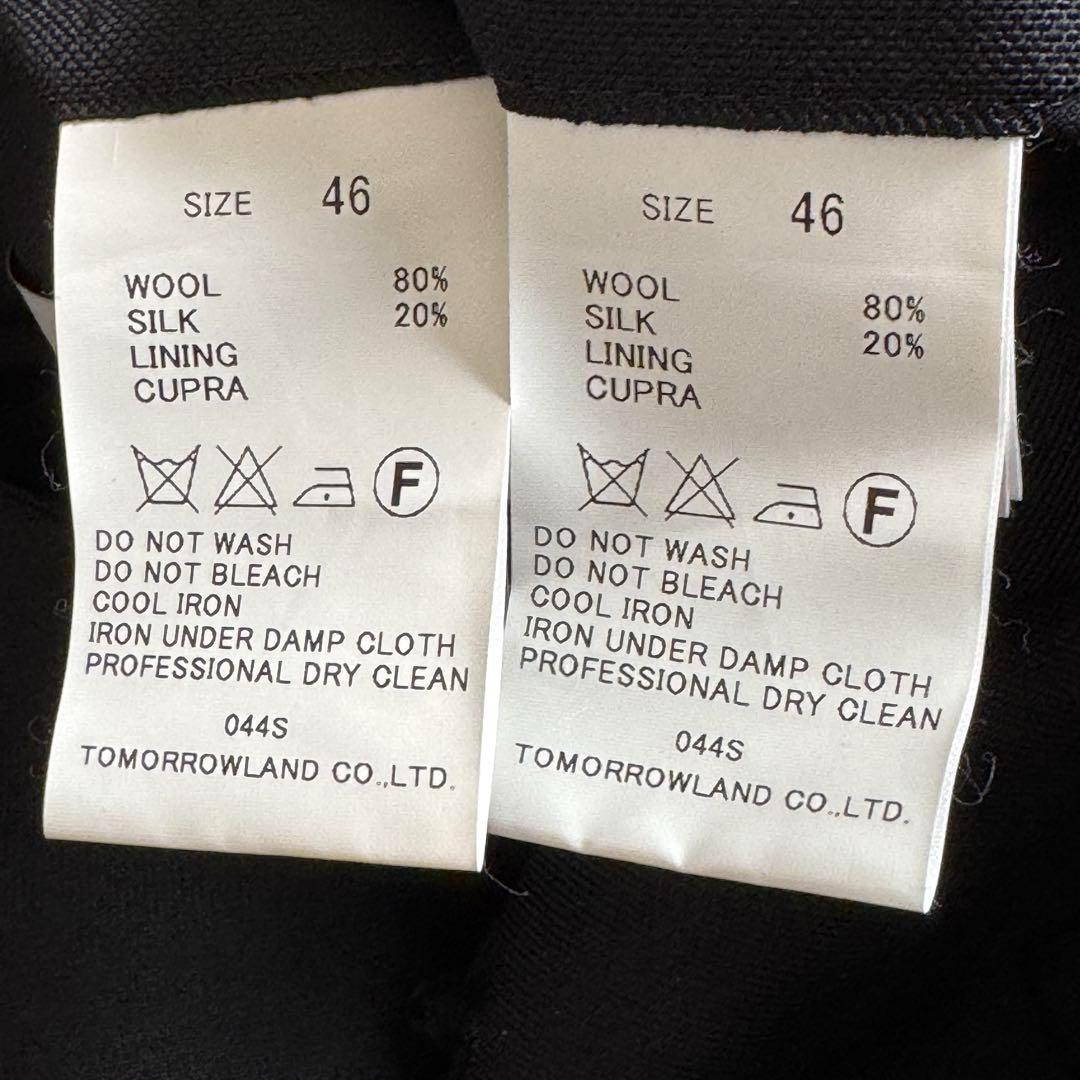 SIZE 46
WOOL 80%
SILK 20%
LINING
CUPRA
F
DO NOT WASH
DO NOT BLEACH
COOL IRON
IRON UNDER DAMP CLOTH
PROFESSIONAL DRY CLEAN
044S
TOMORROWLAND CO.,LTD.
SIZE 46
WOOL 80%
SILK 20%
LINING
CUPRA
F
DO NOT WASH
DO NOT BLEACH
COOL IRON
IRON UNDER DAMP CLOTH
PROFESSIONAL DRY CLEAN
044S
TOMORROWLAND CO.,LTD.